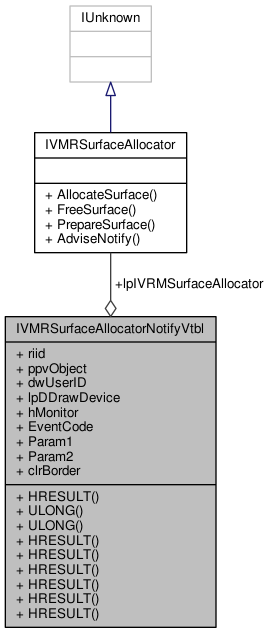 IUnknown
IVMRSurfaceAllocator
+ AllocateSurface()
+ FreeSurface()
+ PrepareSurface()
+ AdviseNotify()
+lpIVRMSurfaceAllocator
IVMRSurfaceAllocatorNotifyVtbl
+ riid
+ ppvObject
+ dwUserID
+ lpDDrawDevice
+ hMonitor
+ EventCode
+ Param1
+ Param2
+ clrBorder
+ HRESULT()
+ ULONG()
+ ULONG()
+ HRESULT()
+ HRESULT()
+ HRESULT()
+ HRESULT()
+ HRESULT()
+ HRESULT()